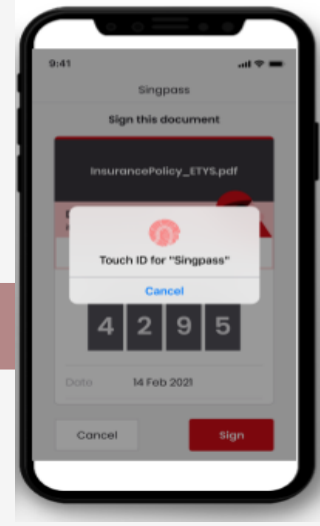 9:41
Singpass
Sign this document
InsurancePolicy_ETYS.pdf
Touch ID for "Singpass"
Cancel
4 2 9 5
Date 14 Feb 2021
Cancel Sign